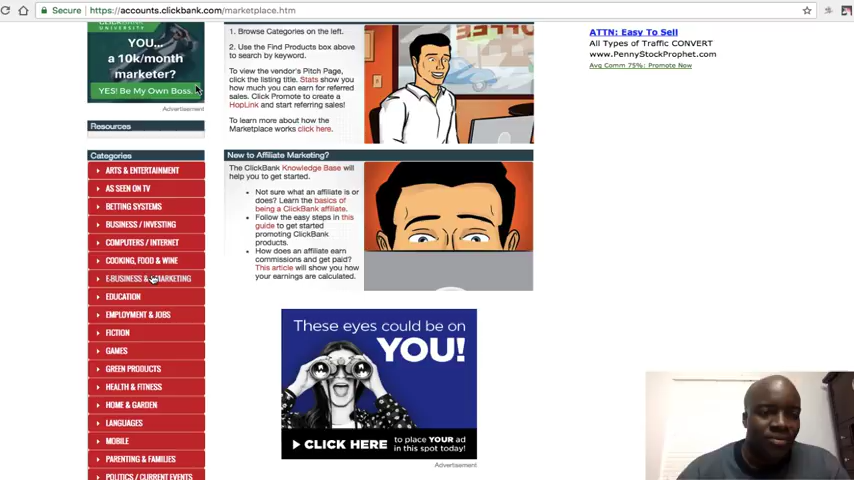 Secure
https://accounts.clickbank.com/marketplace.htm
CLICKBANK
UNIVERSITY
YOU...
a 10k/month
marketer?
YES! Be My Own Boss.
Advertisement
Resources
Categories
ARTS & ENTERTAINMENT
AS SEEN ON TV
BETTING SYSTEMS
BUSINESS / INVESTING
COMPUTERS / INTERNET
COOKING, FOOD & WINE
E-BUSINESS & E-MARKETING
EDUCATION
EMPLOYMENT & JOBS
FICTION
GAMES
GREEN PRODUCTS
HEALTH & FITNESS
HOME & GARDEN
LANGUAGES
MOBILE
PARENTING & FAMILIES
POLITICS / CURRENT EVENTS
1. Browse Categories on the left.
2. Use the Find Products box above
to search by keyword.
To view the vendor's Pitch Page,
click the listing title. Stats show you
how much you can earn for referred
sales. Click Promote to create a
HopLink and start referring sales!
To learn more about how the
Marketplace works click here.
New to Affiliate Marketing?
The ClickBank Knowledge Base will
help you to get started.
Not sure what an affiliate is or
does? Learn the basics of
being a ClickBank affiliate.
Follow the easy steps in this
guide to get started
promoting ClickBank
products.
How does an affiliate earn
commissions and get paid?
This article will show you how
your earnings are calculated.
These eyes could be on
YOU!
CLICK HERE
to place YOUR ad
in this spot today!
Advertisement
ATTN: Easy To Sell
All Types of Traffic CONVERT
www.PennyStockProphet.com
Avg Comm 75%: Promote Now